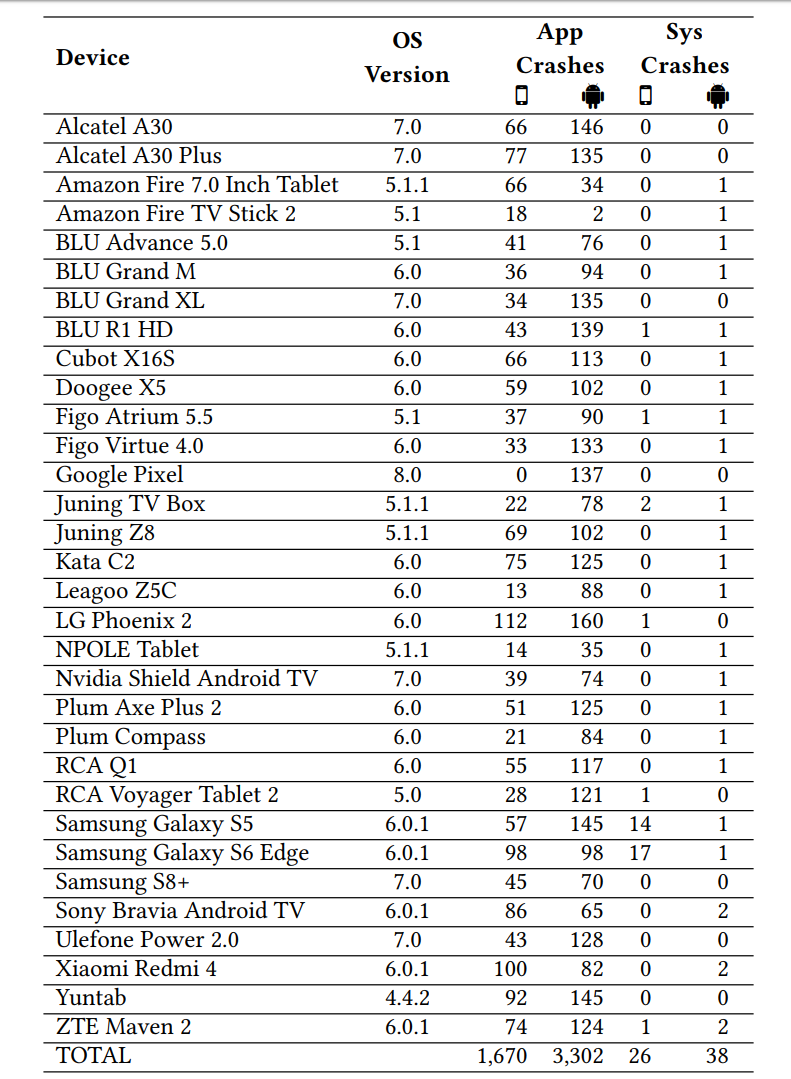 Device OS Version App Crashes Sys Crashes
Alcatel A30 7.0 66 146 0 0
Alcatel A30 Plus 7.0 77 135 0 0
Amazon Fire 7.0 Inch Tablet 5.1.1 66 34 0 1
Amazon Fire TV Stick 2 5.1 18 2 0 1
BLU Advance 5.0 5.1 41 76 0 1
BLU Grand M 6.0 36 94 0 1
BLU Grand XL 7.0 34 135 0 0
BLU R1 HD 6.0 43 139 1 1
Cubot X16S 6.0 66 113 0 1
Doogee X5 6.0 59 102 0 1
Figo Atrium 5.5 5.1 37 90 1 1
Figo Virtue 4.0 6.0 33 133 0 1
Google Pixel 8.0 0 137 0 0
Juning TV Box 5.1.1 22 78 2 1
Juning Z8 5.1.1 69 102 0 1
Kata C2 6.0 75 125 0 1
Leagoo Z5C 6.0 13 88 0 1
LG Phoenix 2 6.0 112 160 1 0
NPOLE Tablet 5.1.1 14 35 0 1
Nvidia Shield Android TV 7.0 39 74 0 1
Plum Axe Plus 2 6.0 51 125 0 1
Plum Compass 6.0 21 84 0 1
RCA Q1 6.0 55 117 0 1
RCA Voyager Tablet 2 5.0 28 121 1 0
Samsung Galaxy S5 6.0.1 57 145 14 1
Samsung Galaxy S6 Edge 6.0.1 98 98 17 1
Samsung S8+ 7.0 45 70 0 0
Sony Bravia Android TV 6.0.1 86 65 0 2
Ulefone Power 2.0 7.0 43 128 0 0
Xiaomi Redmi 4 6.0.1 100 82 0 2
Yuntab 4.4.2 92 145 0 0
ZTE Maven 2 6.0.1 74 124 1 2
TOTAL 1,670 3,302 26 38